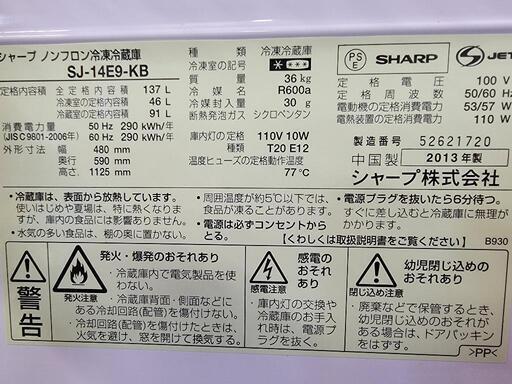 シャープ ノンフロン冷凍冷蔵庫
SJ-14E9-KB
定格内容積 全定格内容積 137 L
冷凍室の定格内容積 46 L
冷蔵室の定格内容積 91 L
消費電力量 50 Hz 290 kWh/年
(JISC9801-2006年) 60 Hz 290 kWh/年
外形寸法 幅 480 mm
奥行 590 mm
高さ 1125 mm
種類 冷凍冷蔵庫
冷凍室の記号
質量 36 kg
冷媒 R600a
冷媒封入量 30 g
断熱材発泡ガス シクロペンタン
庫内灯の定格 110V 10W
種類 T20 E12
温度ヒューズの定格温度 77℃
PS
E
SHARP
JET
定格電圧 100 V
定格周波数 50/60 Hz
電動機の定格消費電力 53/57 W
電熱装置の定格消費電力 110 W
製造番号 52621720
中国製 2013年製
シャープ株式会社
・冷蔵庫は、表面から放熱しています。
使いはじめや夏場は、特に熱くなりますが、庫内の食品には影響ありません。
・水気の多い食品は、棚の奥に置かない。
・周囲温度が約5℃以下では、食品が凍ることがあります。
・電源は必ずコンセントからとる。
・電源プラグを抜いたら6分待つ。
すぐに差し込むと冷蔵庫に無理がかかります。
【くわしくは取扱説明書をご覧ください】
B930
警告
発火・爆発のおそれあり
発火注意
・冷蔵庫内で電気製品を使わない。
・冷蔵庫背面・側面などにある冷却回路(配管)を傷付けない。
・冷却回路(配管)を傷付けたときは、火気を避け、窓を開けて換気する。
感電のおそれあり
感電注意
・庫内灯の交換や冷蔵庫のお手入れ時は、電源プラグを抜く。
幼児閉じ込めのおそれあり
閉じ込め注意
・廃棄などで保管するとき、幼児閉じ込めのおそれがある場合は、ドアパッキンをはずす。
>PP<